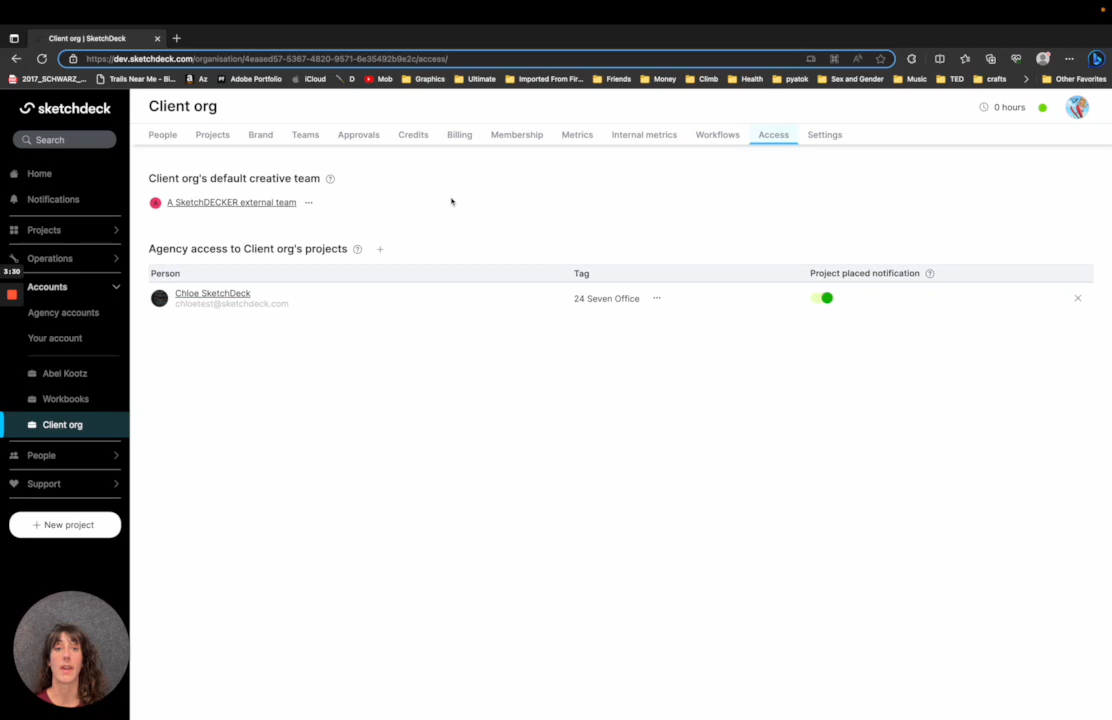 Client org | SketchDeck
https://dev.sketchdeck.com/organisation/4eaaed57-5367-4820-9571-6e35492b9e2c/access/
2017_SCHWARZ_... Trails Near Me - Bi... Az Adobe Portfolio iCloud D Mob Graphics Ultimate Imported From Fir... Friends Money Climb Health pyatok Sex and Gender Music TED crafts Other Favorites
sketchdeck
Search
Home
Notifications
Projects
Operations
3:30
Accounts
Agency accounts
Your account
Abel Kootz
Workbooks
Client org
People
Support
+ New project
Client org
0 hours
People Projects Brand Teams Approvals Credits Billing Membership Metrics Internal metrics Workflows Access Settings
Client org's default creative team ?
A A SketchDECKER external team ...
Agency access to Client org's projects ? +
Person Tag Project placed notification ?
Chloe SketchDeck 24 Seven Office ...
chloetest@sketchdeck.com